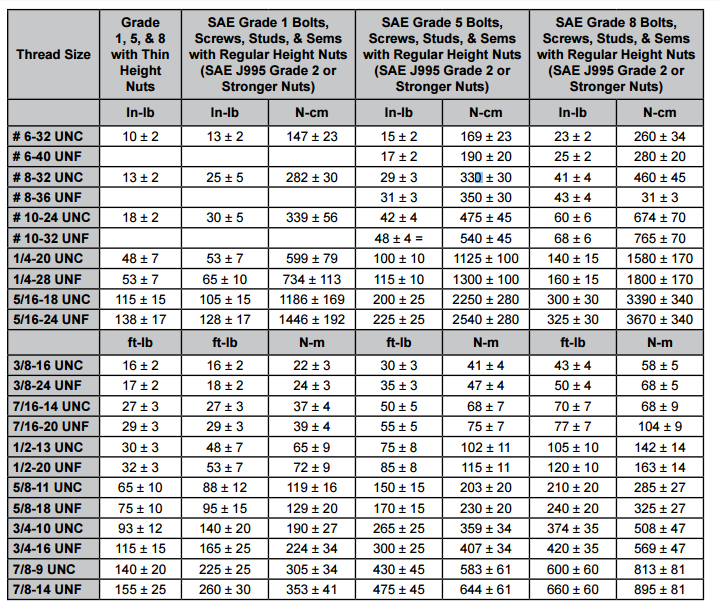 Thread Size | Grade 1, 5, & 8 with Thin Height Nuts | SAE Grade 1 Bolts, Screws, Studs, & Sems with Regular Height Nuts (SAE J995 Grade 2 or Stronger Nuts) | SAE Grade 5 Bolts, Screws, Studs, & Sems with Regular Height Nuts (SAE J995 Grade 2 or Stronger Nuts) | SAE Grade 8 Bolts, Screws, Studs, & Sems with Regular Height Nuts (SAE J995 Grade 2 or Stronger Nuts)
In-lb | In-lb | N-cm | In-lb | N-cm | In-lb | N-cm
# 6-32 UNC | 10 ± 2 | 13 ± 2 | 147 ± 23 | 15 ± 2 | 169 ± 23 | 23 ± 2 | 260 ± 34
# 6-40 UNF | | | | 17 ± 2 | 190 ± 20 | 25 ± 2 | 280 ± 20
# 8-32 UNC | 13 ± 2 | 25 ± 5 | 282 ± 30 | 29 ± 3 | 330 ± 30 | 41 ± 4 | 460 ± 45
# 8-36 UNF | | | | 31 ± 3 | 350 ± 30 | 43 ± 4 | 31 ± 3
# 10-24 UNC | 18 ± 2 | 30 ± 5 | 339 ± 56 | 42 ± 4 | 475 ± 45 | 60 ± 6 | 674 ± 70
# 10-32 UNF | | | | 48 ± 4 = | 540 ± 45 | 68 ± 6 | 765 ± 70
1/4-20 UNC | 48 ± 7 | 53 ± 7 | 599 ± 79 | 100 ± 10 | 1125 ± 100 | 140 ± 15 | 1580 ± 170
1/4-28 UNF | 53 ± 7 | 65 ± 10 | 734 ± 113 | 115 ± 10 | 1300 ± 100 | 160 ± 15 | 1800 ± 170
5/16-18 UNC | 115 ± 15 | 105 ± 15 | 1186 ± 169 | 200 ± 25 | 2250 ± 280 | 300 ± 30 | 3390 ± 340
5/16-24 UNF | 138 ± 17 | 128 ± 17 | 1446 ± 192 | 225 ± 25 | 2540 ± 280 | 325 ± 30 | 3670 ± 340
ft-lb | ft-lb | N-m | ft-lb | N-m | ft-lb | N-m
3/8-16 UNC | 16 ± 2 | 16 ± 2 | 22 ± 3 | 30 ± 3 | 41 ± 4 | 43 ± 4 | 58 ± 5
3/8-24 UNF | 17 ± 2 | 18 ± 2 | 24 ± 3 | 35 ± 3 | 47 ± 4 | 50 ± 4 | 68 ± 5
7/16-14 UNC | 27 ± 3 | 27 ± 3 | 37 ± 4 | 50 ± 5 | 68 ± 7 | 70 ± 7 | 68 ± 9
7/16-20 UNF | 29 ± 3 | 29 ± 3 | 39 ± 4 | 55 ± 5 | 75 ± 7 | 77 ± 7 | 104 ± 9
1/2-13 UNC | 30 ± 3 | 48 ± 7 | 65 ± 9 | 75 ± 8 | 102 ± 11 | 105 ± 10 | 142 ± 14
1/2-20 UNF | 32 ± 3 | 53 ± 7 | 72 ± 9 | 85 ± 8 | 115 ± 11 | 120 ± 10 | 163 ± 14
5/8-11 UNC | 65 ± 10 | 88 ± 12 | 119 ± 16 | 150 ± 15 | 203 ± 20 | 210 ± 20 | 285 ± 27
5/8-18 UNF | 75 ± 10 | 95 ± 15 | 129 ± 20 | 170 ± 15 | 230 ± 20 | 240 ± 20 | 325 ± 27
3/4-10 UNC | 93 ± 12 | 140 ± 20 | 190 ± 27 | 265 ± 25 | 359 ± 34 | 374 ± 35 | 508 ± 47
3/4-16 UNF | 115 ± 15 | 165 ± 25 | 224 ± 34 | 300 ± 25 | 407 ± 34 | 420 ± 35 | 569 ± 47
7/8-9 UNC | 140 ± 20 | 225 ± 25 | 305 ± 34 | 430 ± 45 | 583 ± 61 | 600 ± 60 | 813 ± 81
7/8-14 UNF | 155 ± 25 | 260 ± 30 | 353 ± 41 | 475 ± 45 | 644 ± 61 | 660 ± 60 | 895 ± 81